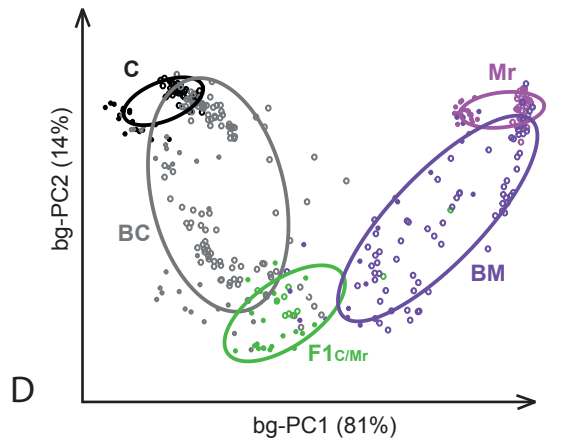 C
Mr
bg-PC2 (14%)
BC
BM
F1C/Mr
D
bg-PC1 (81%)